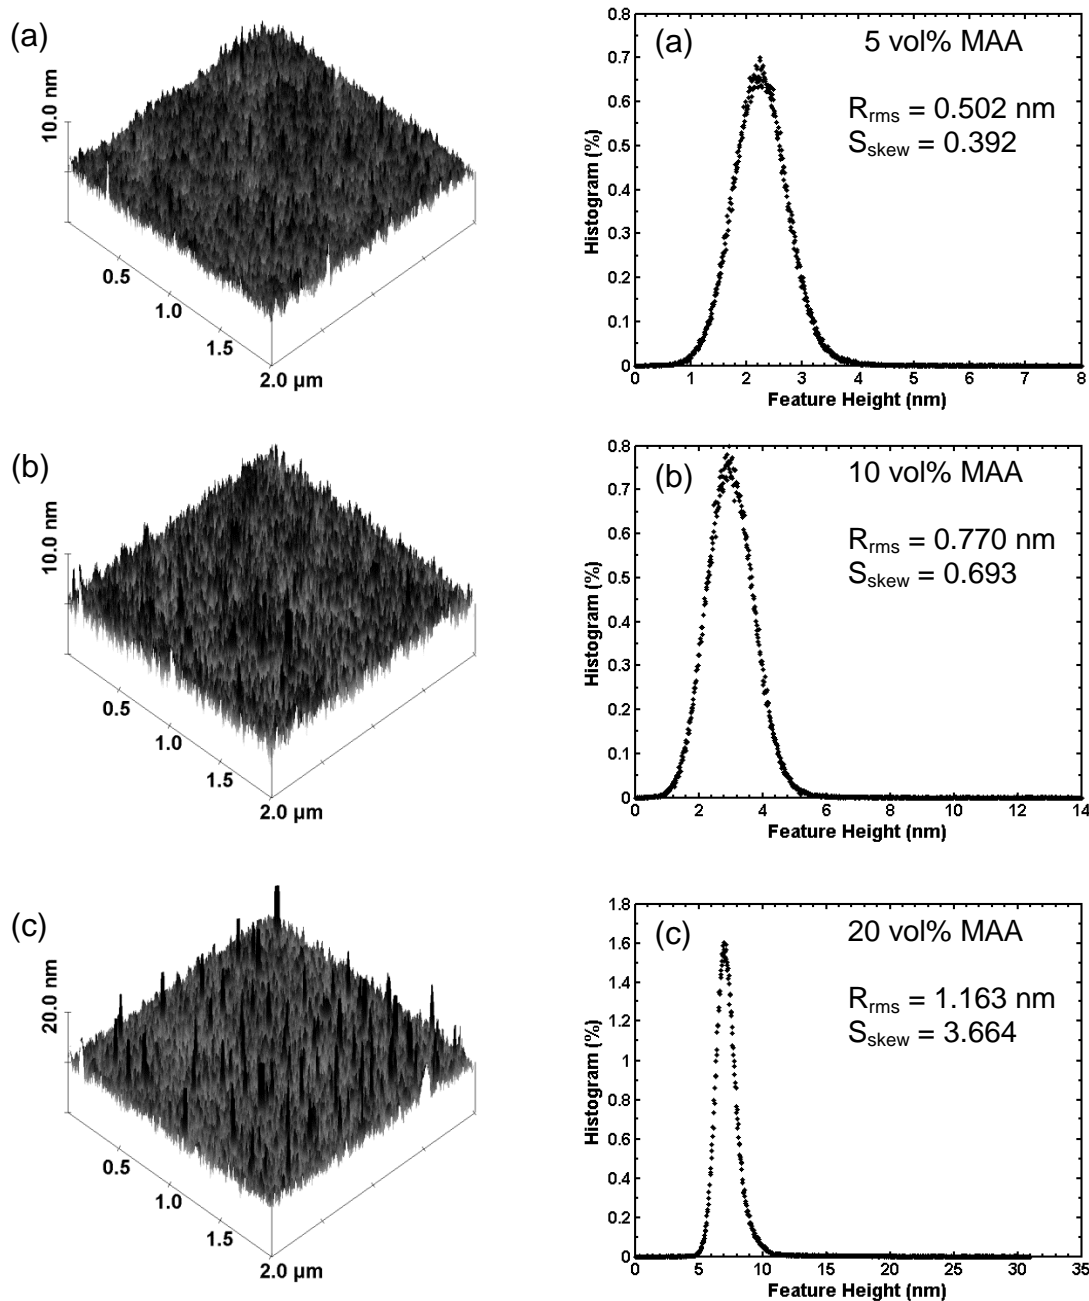 (a)
10.0 nm
0.5
1.0
1.5
2.0 µm
(a)
5 vol% MAA
Rrms = 0.502 nm
Sskew = 0.392
Histogram (%)
0.8
0.7
0.6
0.5
0.4
0.3
0.2
0.1
0
0 1 2 3 4 5 6 7 8
Feature Height (nm)
(b)
10.0 nm
0.5
1.0
1.5
2.0 µm
(b)
10 vol% MAA
Rrms = 0.770 nm
Sskew = 0.693
Histogram (%)
0.8
0.7
0.6
0.5
0.4
0.3
0.2
0.1
0
0 2 4 6 8 10 12 14
Feature Height (nm)
(c)
20.0 nm
0.5
1.0
1.5
2.0 µm
(c)
20 vol% MAA
Rrms = 1.163 nm
Sskew = 3.664
Histogram (%)
1.8
1.6
1.4
1.2
1
0.8
0.6
0.4
0.2
0
0 5 10 15 20 25 30 35
Feature Height (nm)